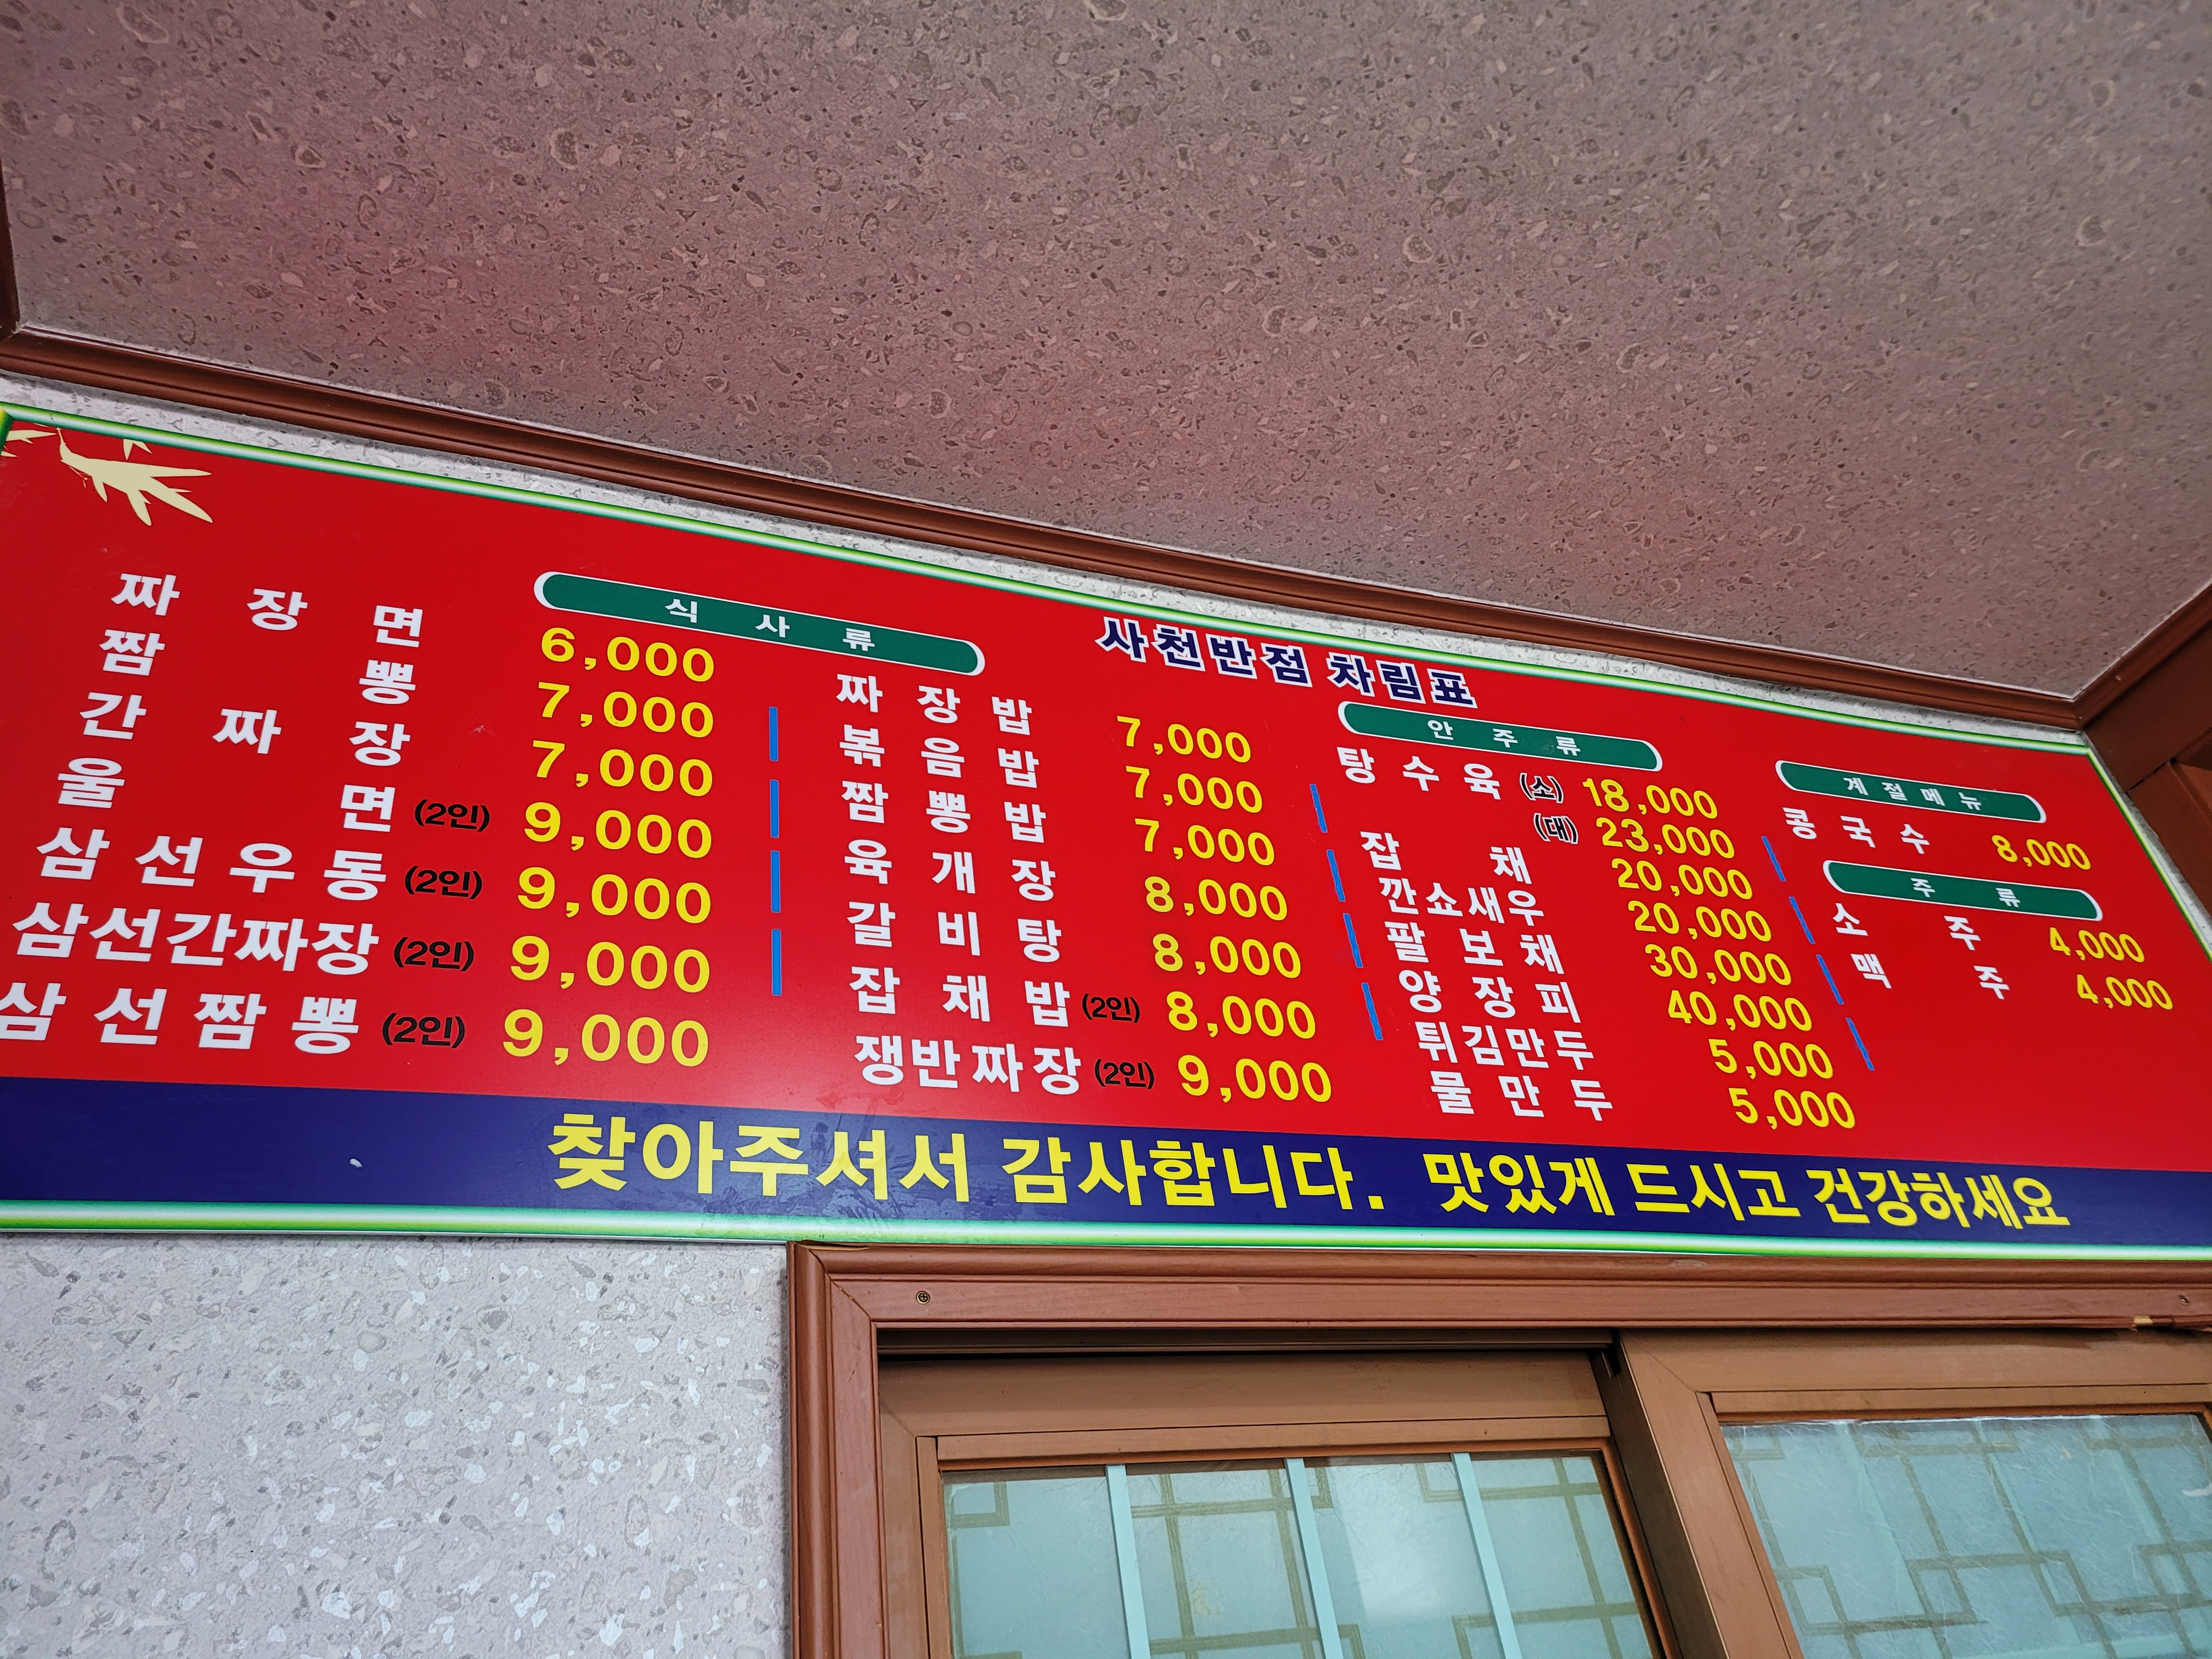 사천반점 차림표
식사류
짜장면 6,000
짬뽕 7,000
간짜장 7,000
울면 (2인) 9,000
삼선우동 (2인) 9,000
삼선간짜장 (2인) 9,000
삼선짬뽕 (2인) 9,000
짜장밥 7,000
볶음밥 7,000
짬뽕밥 7,000
육개장 8,000
갈비탕 8,000
잡채밥 (2인) 8,000
쟁반짜장 (2인) 9,000
안주류
탕수육 (소) 18,000
(대) 23,000
잡채 20,000
깐쇼새우 20,000
팔보채 30,000
양장피 40,000
튀김만두 5,000
물만두 5,000
계절메뉴
콩국수 8,000
주류
소주 4,000
맥주 4,000
찾아주셔서 감사합니다. 맛있게 드시고 건강하세요